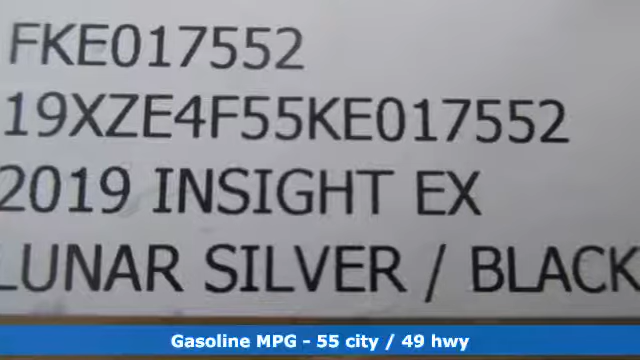 FKE017552
19XZE4F55KE017552
2019 INSIGHT EX
LUNAR SILVER / BLACK
Gasoline MPG - 55 city / 49 hwy